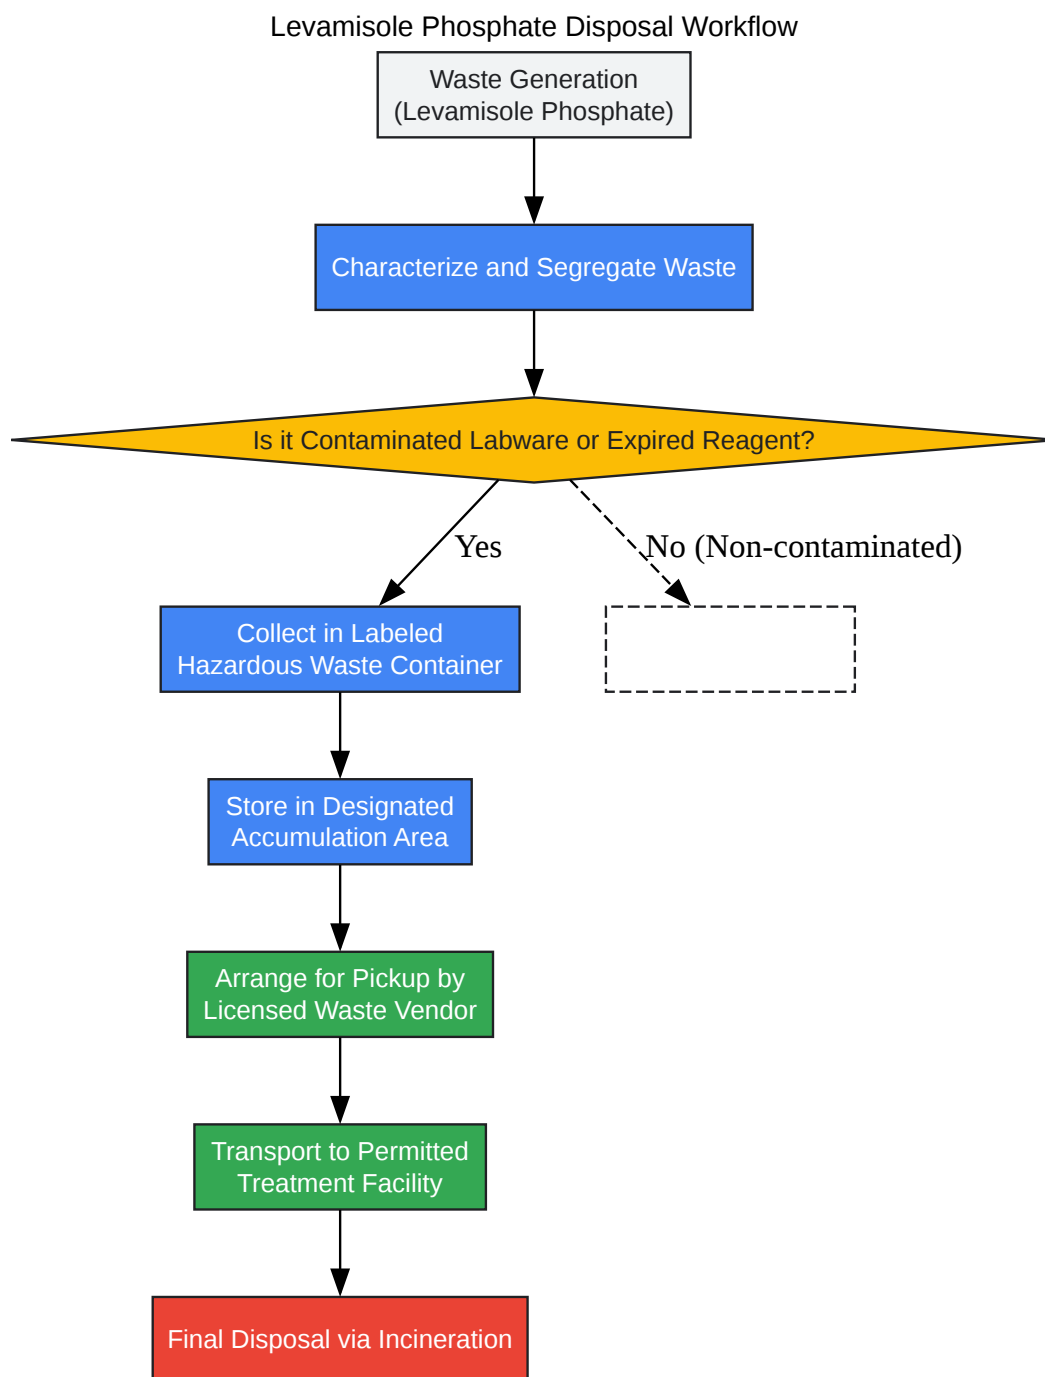 Levamisole Phosphate Disposal Workflow
Waste Generation
(Levamisole Phosphate)
Characterize and Segregate Waste
Is it Contaminated Labware or Expired Reagent?
Yes
No (Non-contaminated)
Collect in Labeled
Hazardous Waste Container
Store in Designated
Accumulation Area
Arrange for Pickup by
Licensed Waste Vendor
Transport to Permitted
Treatment Facility
Final Disposal via Incineration